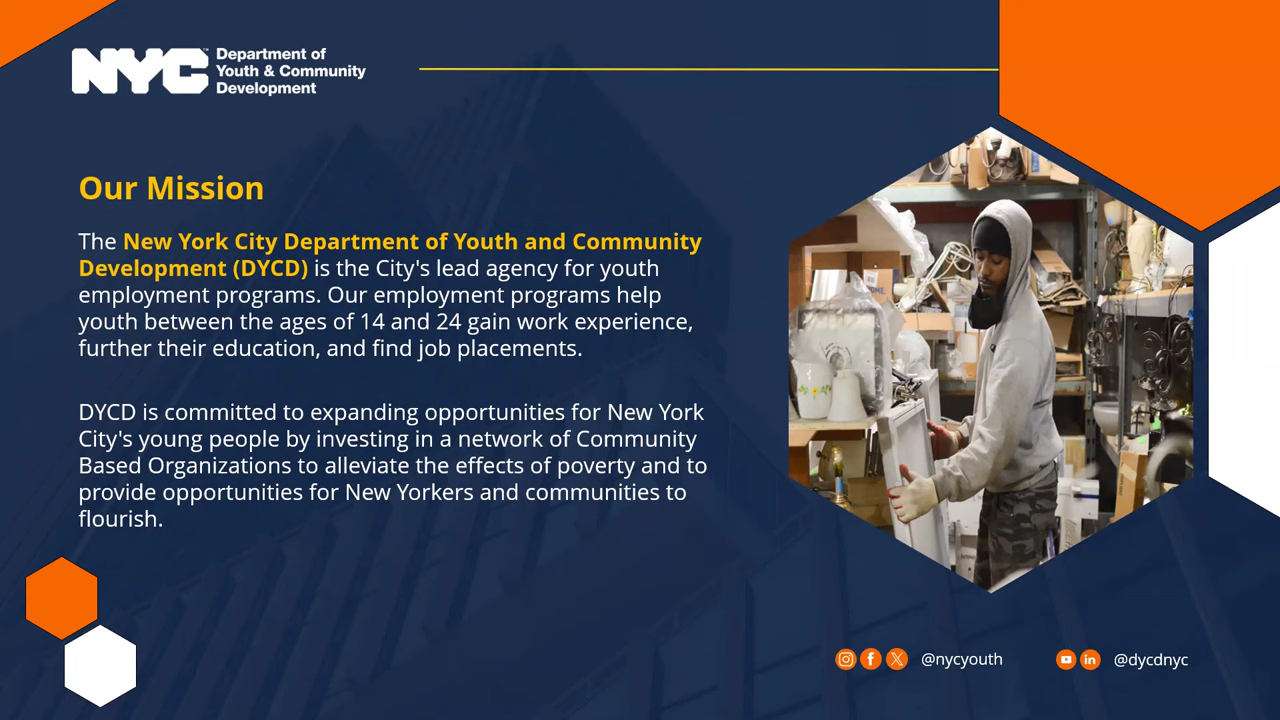 NYC
Department of
Youth & Community
Development
Our Mission
The New York City Department of Youth and Community
Development (DYCD) is the City's lead agency for youth
employment programs. Our employment programs help
youth between the ages of 14 and 24 gain work experience,
further their education, and find job placements.
DYCD is committed to expanding opportunities for New York
City's young people by investing in a network of Community
Based Organizations to alleviate the effects of poverty and to
provide opportunities for New Yorkers and communities to
flourish.
@nycyouth
@dycdnyc